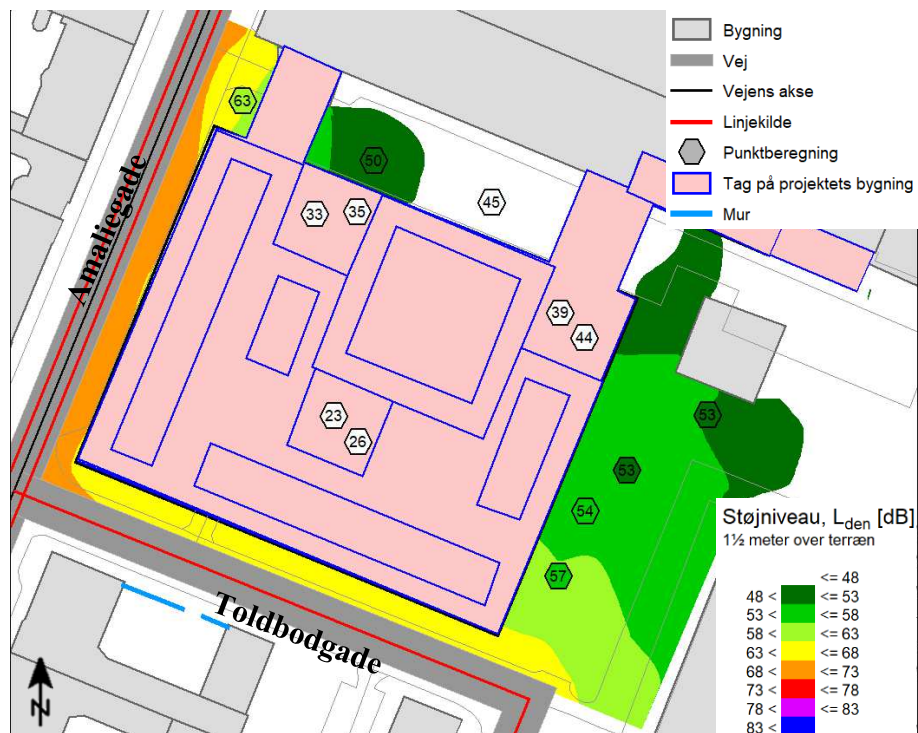 Bygning
Vej
Vejens akse
Linjekilde
Punktberegning
Tag på projektets bygning
Mur
Amaliegade
Toldbodgade
63
50
45
33
35
39
44
23
26
53
53
54
57
N
Støjniveau, Lden [dB]
1½ meter over terræn
<= 48
48 < <= 53
53 < <= 58
58 < <= 63
63 < <= 68
68 < <= 73
73 < <= 78
78 < <= 83
83 <